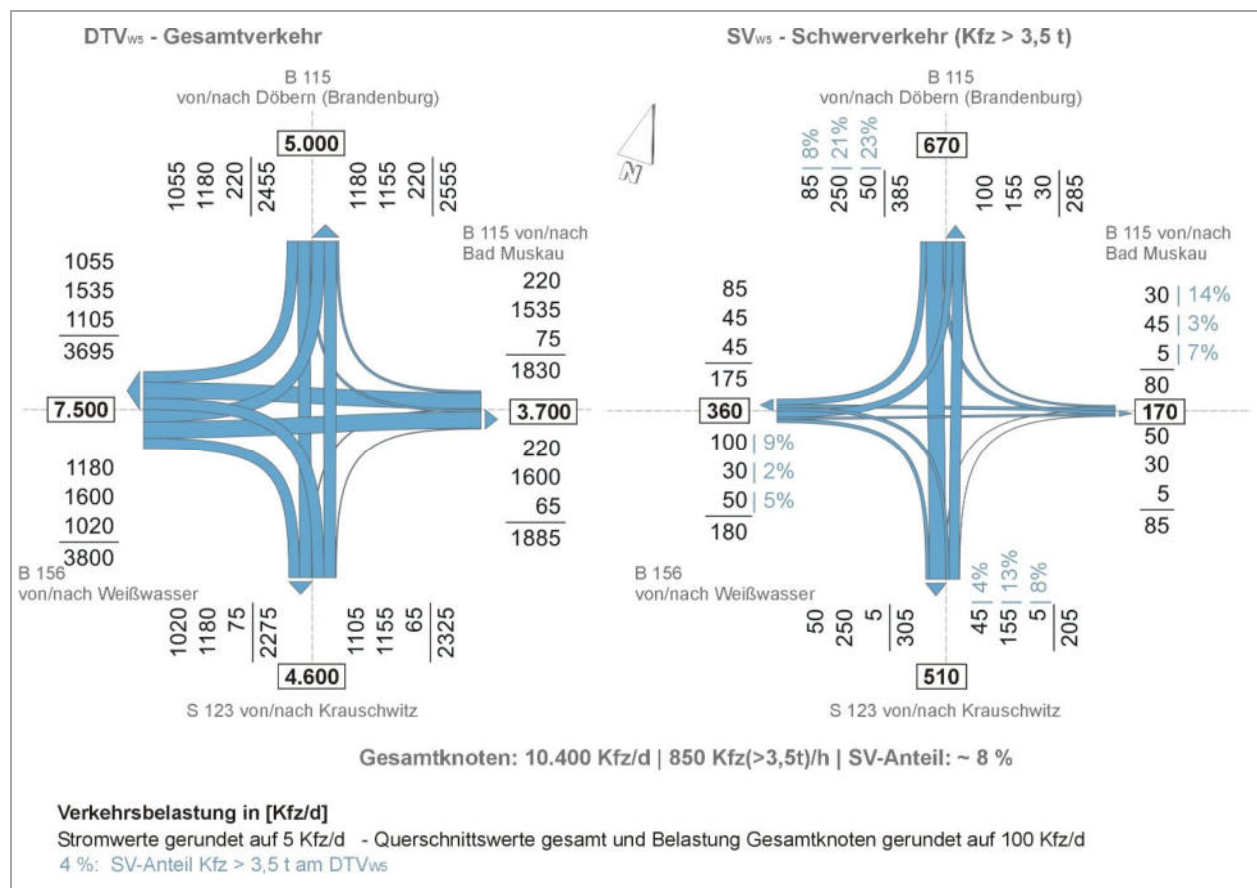 DTVw5 - Gesamtverkehr
B 115
von/nach Döbern (Brandenburg)
5.000
1055
1180
220
2455
1180
1155
220
2555
B 115 von/nach
Bad Muskau
1055
1535
1105
3695
220
1535
75
1830
7.500
3.700
1180
1600
1020
3800
220
1600
65
1885
B 156
von/nach Weißwasser
1020
1180
75
2275
1105
1155
65
2325
4.600
S 123 von/nach Krauschwitz
SVw5 - Schwerverkehr (Kfz > 3,5 t)
B 115
von/nach Döbern (Brandenburg)
N
670
85 | 8%
250 | 21%
50 | 23%
385
100
155
30
285
B 115 von/nach
Bad Muskau
85
45
45
175
30 | 14%
45 | 3%
5 | 7%
80
360
170
100 | 9%
30 | 2%
50 | 5%
180
50
30
5
85
B 156
von/nach Weißwasser
50
250
5
305
45 | 4%
155 | 13%
5 | 8%
205
510
S 123 von/nach Krauschwitz
Gesamtknoten: 10.400 Kfz/d | 850 Kfz(>3,5t)/h | SV-Anteil: ~ 8 %
Verkehrsbelastung in [Kfz/d]
Stromwerte gerundet auf 5 Kfz/d - Querschnittswerte gesamt und Belastung Gesamtknoten gerundet auf 100 Kfz/d
4 %: SV-Anteil Kfz > 3,5 t am DTVw5